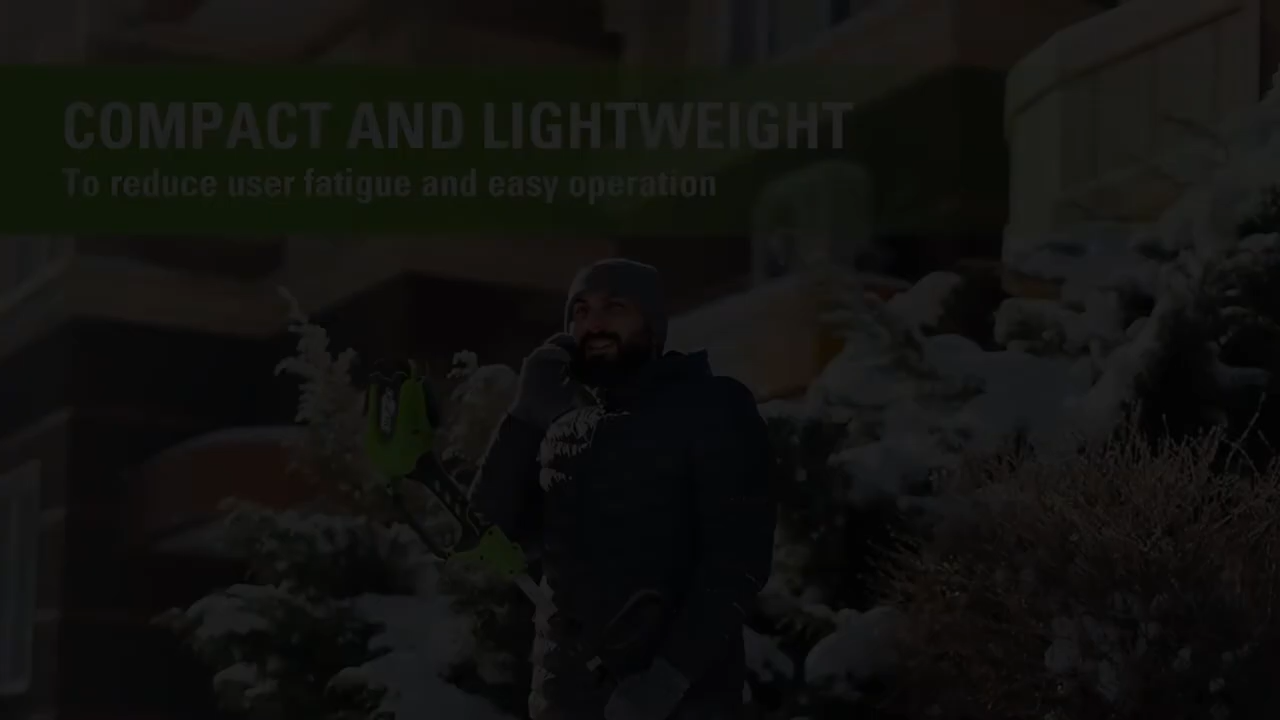 COMPACT AND LIGHTWEIGHT
To reduce user fatigue and easy operation